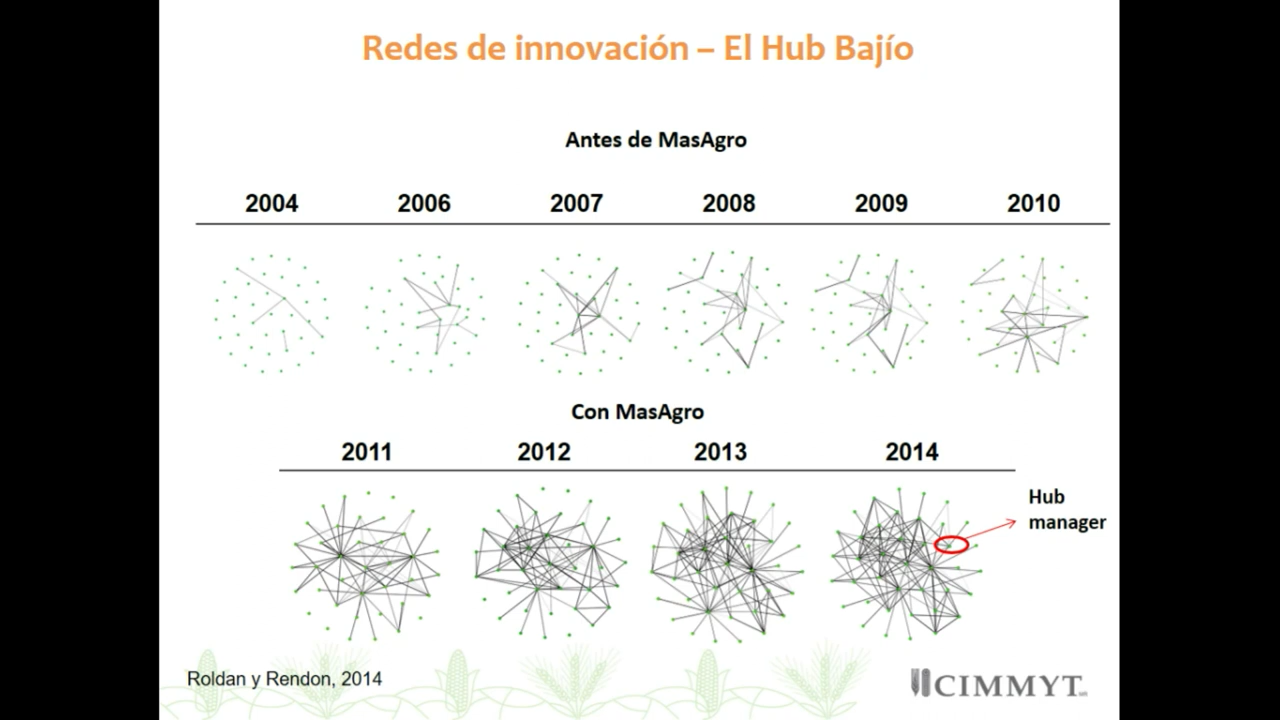 Redes de innovación – El Hub Bajío
Antes de MasAgro
2004 2006 2007 2008 2009 2010
Con MasAgro
2011 2012 2013 2014
Hub
manager
Roldan y Rendon, 2014
CIMMYT